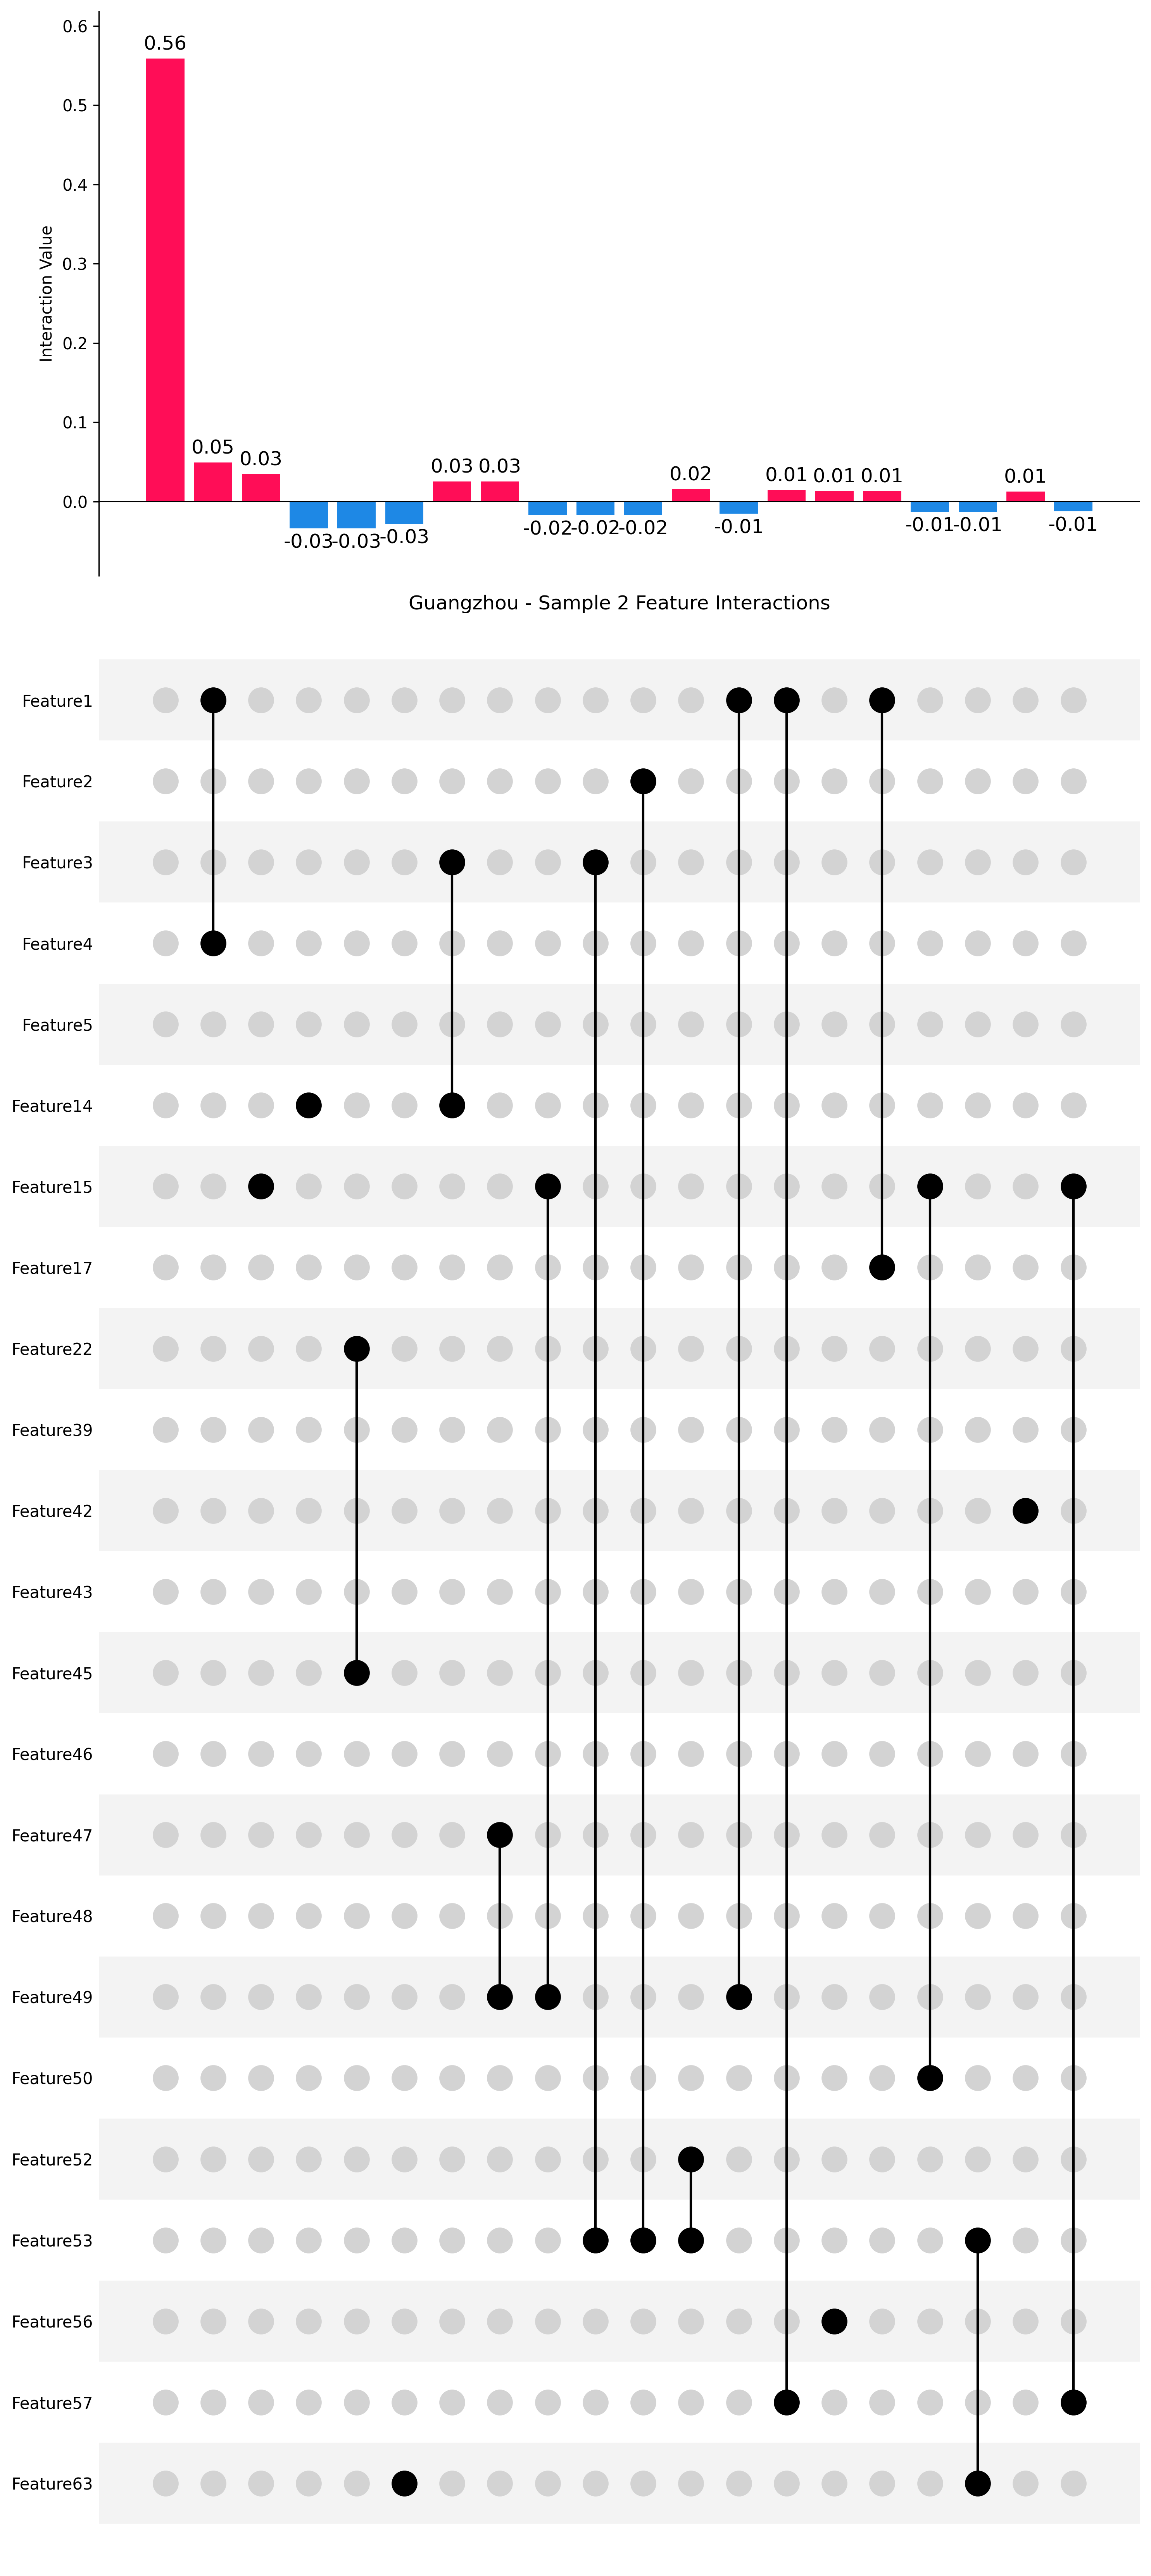 0.6
0.56
0.5
0.4
Interaction Value
0.3
0.2
0.1
0.05
0.03
0.03 0.03
0.02
0.01 0.01 0.01
0.01
0.0
-0.03 -0.03 -0.03
-0.02 -0.02 -0.02
-0.01
-0.01 -0.01
-0.01
Guangzhou - Sample 2 Feature Interactions
Feature1
Feature2
Feature3
Feature4
Feature5
Feature14
Feature15
Feature17
Feature22
Feature39
Feature42
Feature43
Feature45
Feature46
Feature47
Feature48
Feature49
Feature50
Feature52
Feature53
Feature56
Feature57
Feature63